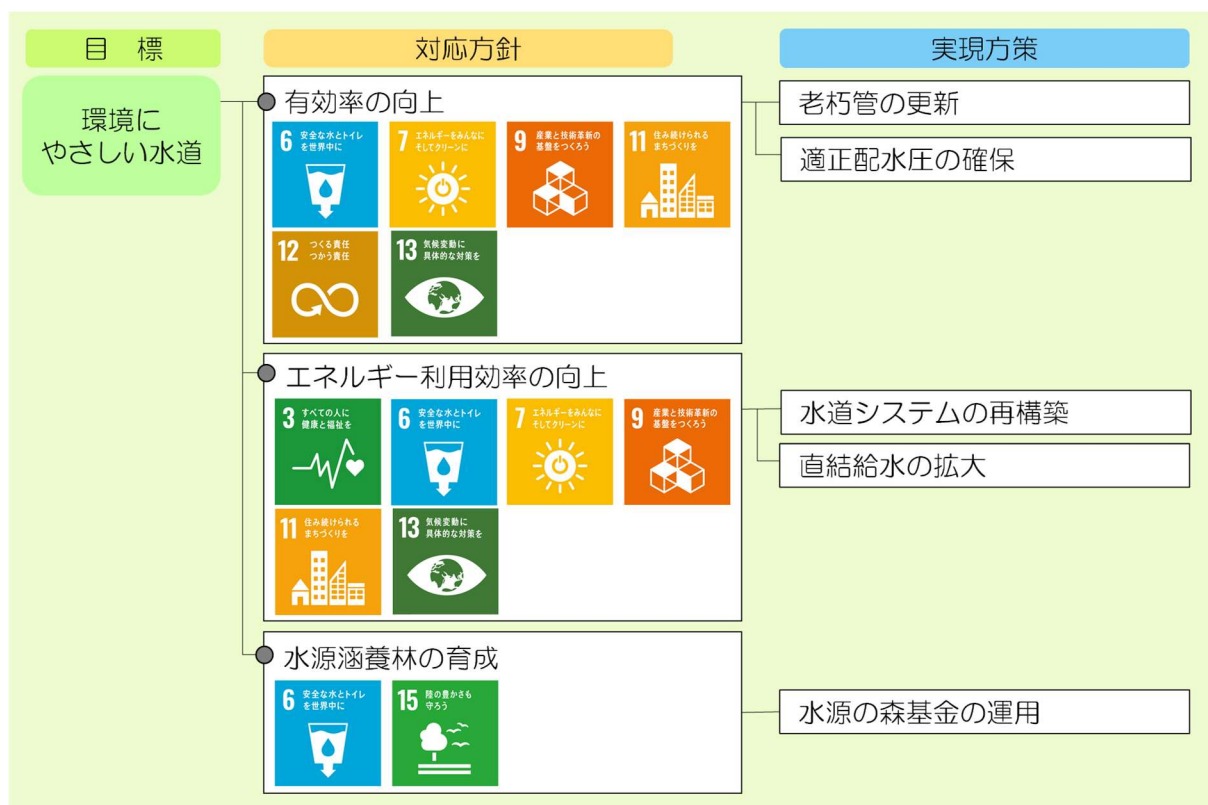 目　標
対応方針
実現方策
環境に
やさしい水道
有効率の向上
6 安全な水とトイレ
を世界中に
7 エネルギーをみんなに
そしてクリーンに
9 産業と技術革新の
基盤をつくろう
11 住み続けられる
まちづくりを
12 つくる責任
つかう責任
13 気候変動に
具体的な対策を
老朽管の更新
適正配水圧の確保
エネルギー利用効率の向上
3 すべての人に
健康と福祉を
6 安全な水とトイレ
を世界中に
7 エネルギーをみんなに
そしてクリーンに
9 産業と技術革新の
基盤をつくろう
11 住み続けられる
まちづくりを
13 気候変動に
具体的な対策を
水道システムの再構築
直結給水の拡大
水源涵養林の育成
6 安全な水とトイレ
を世界中に
15 陸の豊かさも
守ろう
水源の森基金の運用